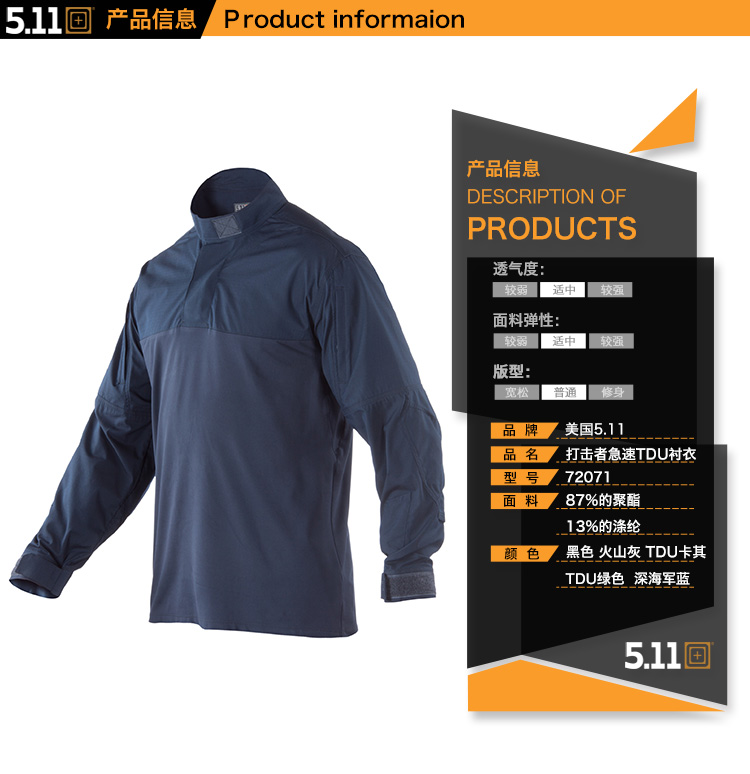 5.11 产品信息 Product informaion
产品信息
DESCRIPTION OF
PRODUCTS
透气度：
较弱 适中 较强
面料弹性：
较弱 适中 较强
版型：
宽松 普通 修身
品 牌 美国5.11
品 名 打击者急速TDU衬衣
型 号 72071
面 料 87%的聚酯
13%的涤纶
颜 色 黑色 火山灰 TDU卡其
TDU绿色 深海军蓝
5.11